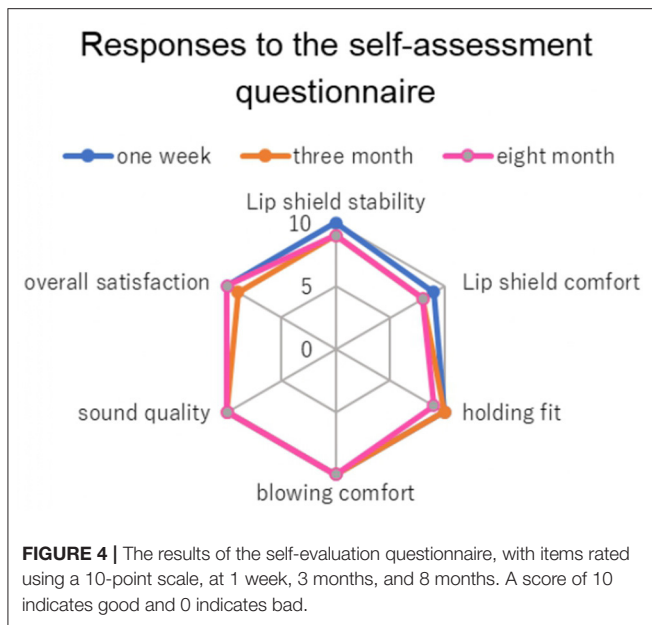 Responses to the self-assessment
questionnaire
one week three month eight month
Lip shield stability
10
overall satisfaction
Lip shield comfort
5
0
sound quality
holding fit
blowing comfort
FIGURE 4 | The results of the self-evaluation questionnaire, with items rated
using a 10-point scale, at 1 week, 3 months, and 8 months. A score of 10
indicates good and 0 indicates bad.